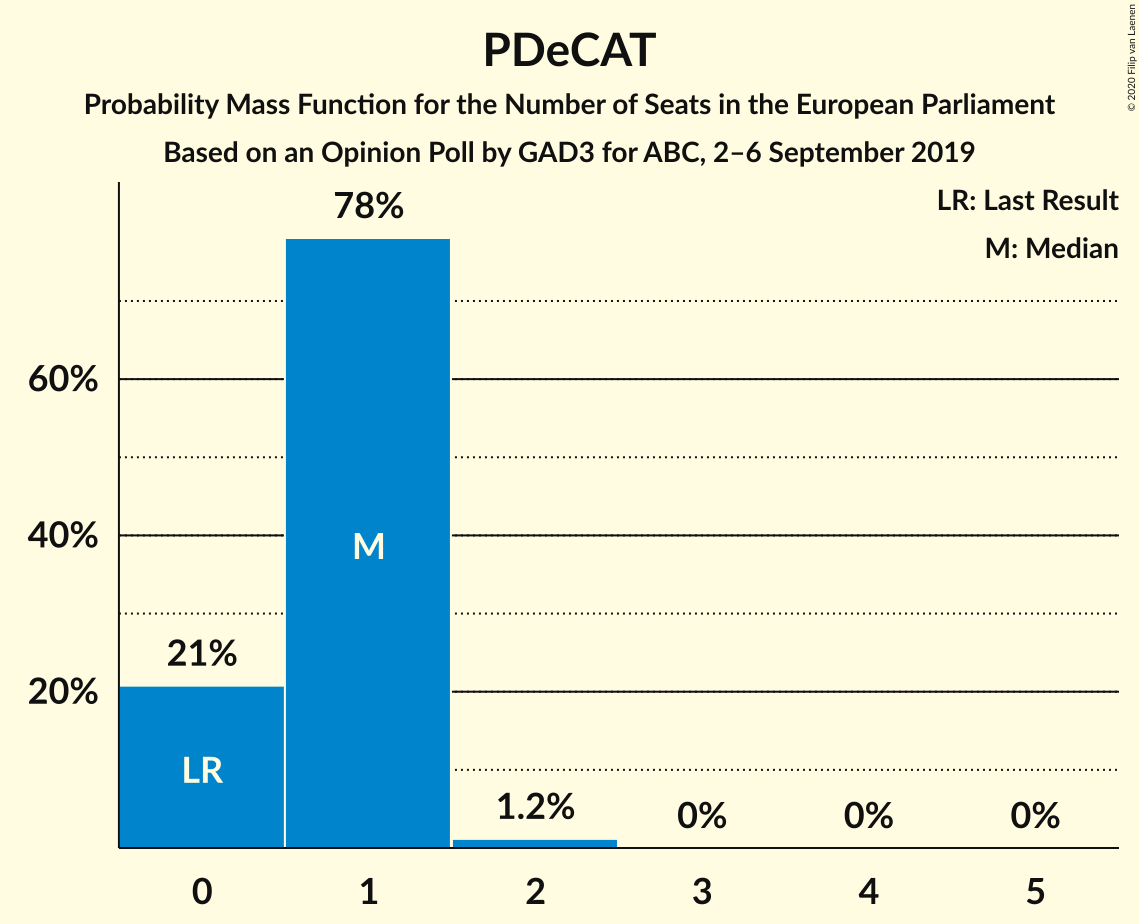 PDeCAT
Probability Mass Function for the Number of Seats in the European Parliament
Based on an Opinion Poll by GAD3 for ABC, 2–6 September 2019
© 2020 Filip van Laenen
LR: Last Result
M: Median
78%
60%
40%
M
21%
20%
LR
1.2%
0%
0%
0%
0
1
2
3
4
5